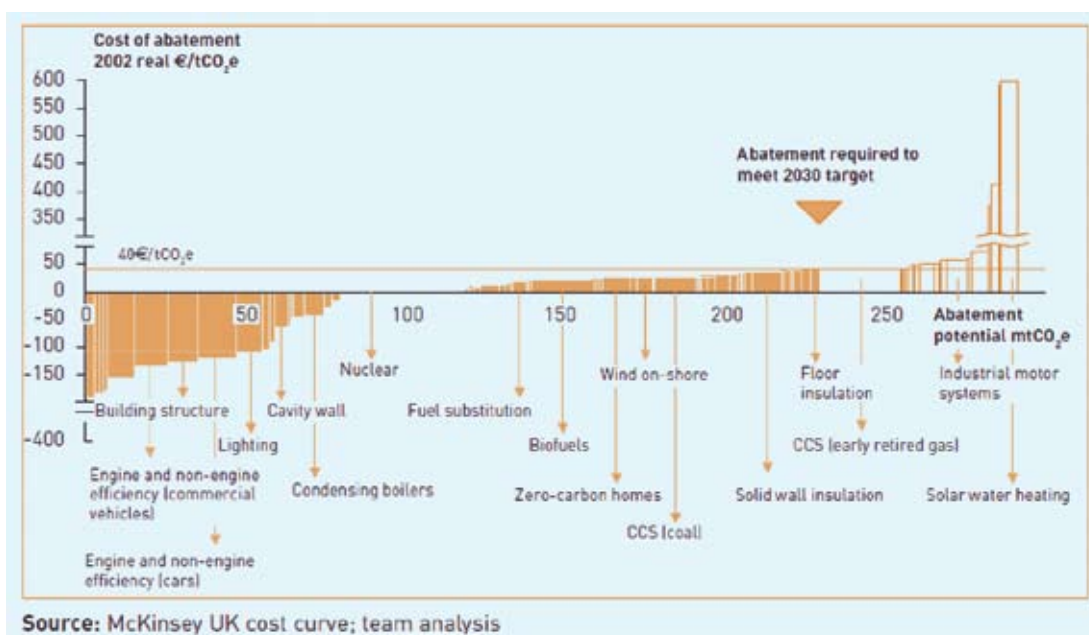 Cost of abatement
2002 real €/tCO2e
600
550
500
450
400
350
50
0
-50
-100
-150
-400
40€/tCO2e
Abatement required to
meet 2030 target
0
50
100
150
200
250
Abatement
potential mtCO2e
Nuclear
Wind on-shore
Floor
insulation
Industrial motor
systems
Building structure
Cavity wall
Fuel substitution
Lighting
Biofuels
CCS (early retired gas)
Engine and non-engine
efficiency (commercial
vehicles)
Condensing boilers
Zero-carbon homes
Solid wall insulation
Solar water heating
CCS (coal)
Engine and non-engine
efficiency (cars)
Source: McKinsey UK cost curve; team analysis